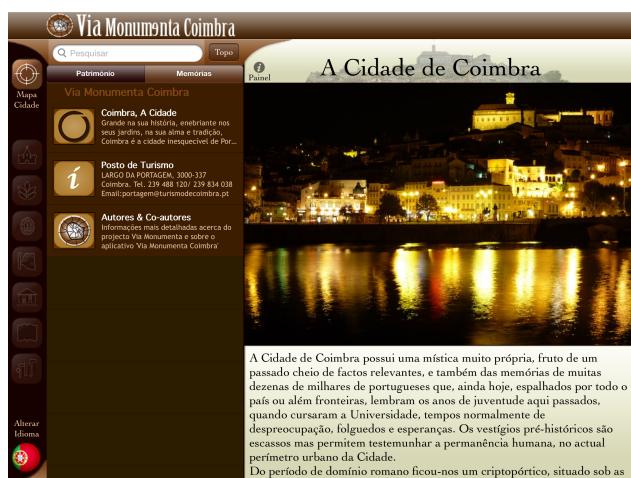 Via Monumenta Coimbra
Pesquisar
Topo
Património
Memórias
Mapa
Cidade
Via Monumenta Coimbra
Coimbra, A Cidade
Grande na sua história, enebriante nos
seus jardins, na sua alma e tradição,
Coimbra é a cidade inesquecível de Por...
Posto de Turismo
LARGO DA PORTAGEM, 3000-337
Coimbra. Tel. 239 488 120/ 239 834 038
Email:portagem@turismodecoimbra.pt
Autores & Co-autores
Informações mais detalhadas acerca do
projecto Via Monumenta e sobre o
aplicativo 'Via Monumenta Coimbra'
Alterar
Idioma
Painel
A Cidade de Coimbra
A Cidade de Coimbra possui uma mística muito própria, fruto de um
passado cheio de factos relevantes, e também das memórias de muitas
dezenas de milhares de portugueses que, ainda hoje, espalhados por todo o
país ou além fronteiras, lembram os anos de juventude aqui passados,
quando cursaram a Universidade, tempos normalmente de
despreocupação, folguedos e esperanças. Os vestígios pré-históricos são
escassos mas permitem testemunhar a permanência humana, no actual
perímetro urbano da Cidade.
Do período de domínio romano ficou-nos um criptopórtico, situado sob as